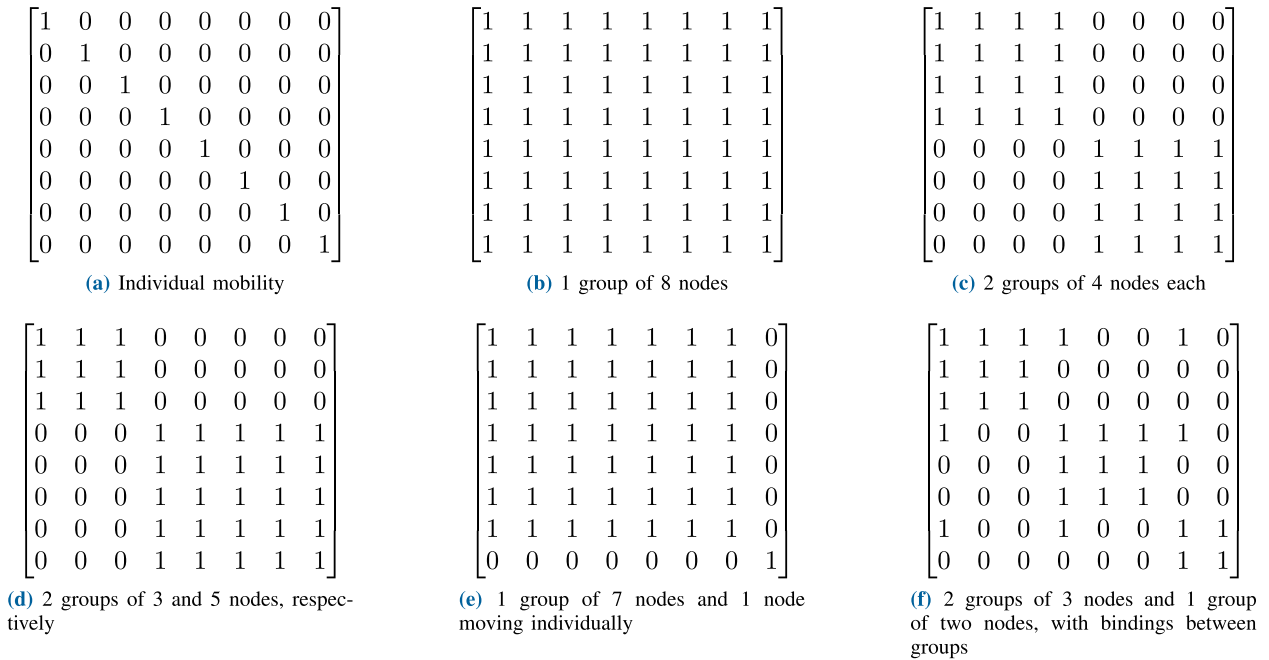 1 0 0 0 0 0 0 0
0 1 0 0 0 0 0 0
0 0 1 0 0 0 0 0
0 0 0 1 0 0 0 0
0 0 0 0 1 0 0 0
0 0 0 0 0 1 0 0
0 0 0 0 0 0 1 0
0 0 0 0 0 0 0 1
(a) Individual mobility
1 1 1 1 1 1 1 1
1 1 1 1 1 1 1 1
1 1 1 1 1 1 1 1
1 1 1 1 1 1 1 1
1 1 1 1 1 1 1 1
1 1 1 1 1 1 1 1
1 1 1 1 1 1 1 1
1 1 1 1 1 1 1 1
(b) 1 group of 8 nodes
1 1 1 1 0 0 0 0
1 1 1 1 0 0 0 0
1 1 1 1 0 0 0 0
1 1 1 1 0 0 0 0
0 0 0 0 1 1 1 1
0 0 0 0 1 1 1 1
0 0 0 0 1 1 1 1
0 0 0 0 1 1 1 1
(c) 2 groups of 4 nodes each
1 1 1 0 0 0 0 0
1 1 1 0 0 0 0 0
1 1 1 0 0 0 0 0
0 0 0 1 1 1 1 1
0 0 0 1 1 1 1 1
0 0 0 1 1 1 1 1
0 0 0 1 1 1 1 1
0 0 0 1 1 1 1 1
(d) 2 groups of 3 and 5 nodes, respec-
tively
1 1 1 1 1 1 1 0
1 1 1 1 1 1 1 0
1 1 1 1 1 1 1 0
1 1 1 1 1 1 1 0
1 1 1 1 1 1 1 0
1 1 1 1 1 1 1 0
1 1 1 1 1 1 1 0
0 0 0 0 0 0 0 1
(e) 1 group of 7 nodes and 1 node
moving individually
1 1 1 1 0 0 1 0
1 1 1 0 0 0 0 0
1 1 1 0 0 0 0 0
1 0 0 1 1 1 1 0
0 0 0 1 1 1 0 0
0 0 0 1 1 1 0 0
1 0 0 1 0 0 1 1
0 0 0 0 0 0 1 1
(f) 2 groups of 3 nodes and 1 group
of two nodes, with bindings between
groups